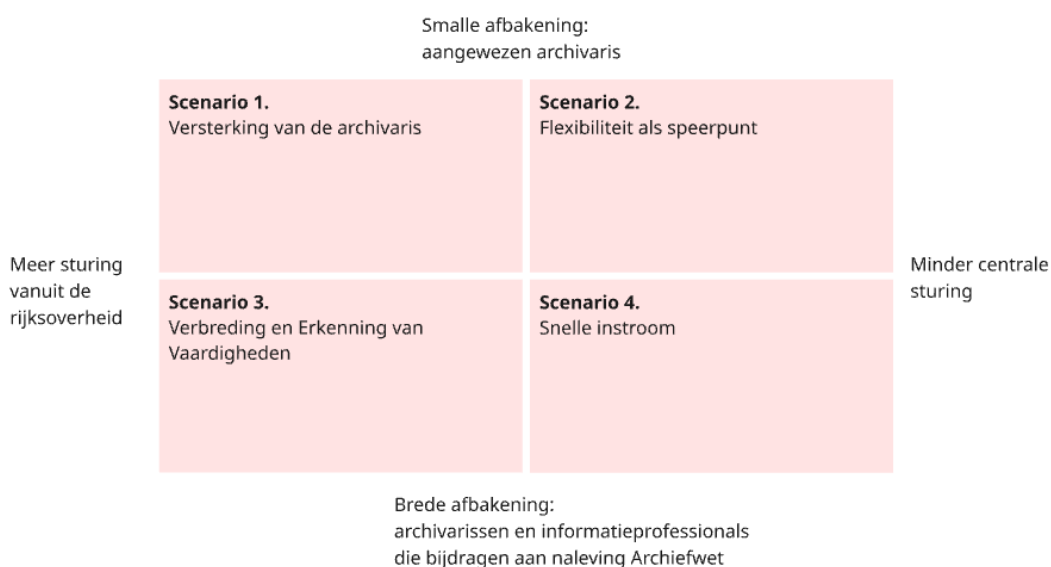 Smalle afbakening:
aangewezen archivaris
Scenario 1.
Versterking van de archivaris
Scenario 2.
Flexibiliteit als speerpunt
Meer sturing
vanuit de
rijksoverheid
Minder centrale
sturing
Scenario 3.
Verbreding en Erkenning van
Vaardigheden
Scenario 4.
Snelle instroom
Brede afbakening:
archivarissen en informatieprofessionals
die bijdragen aan naleving Archiefwet